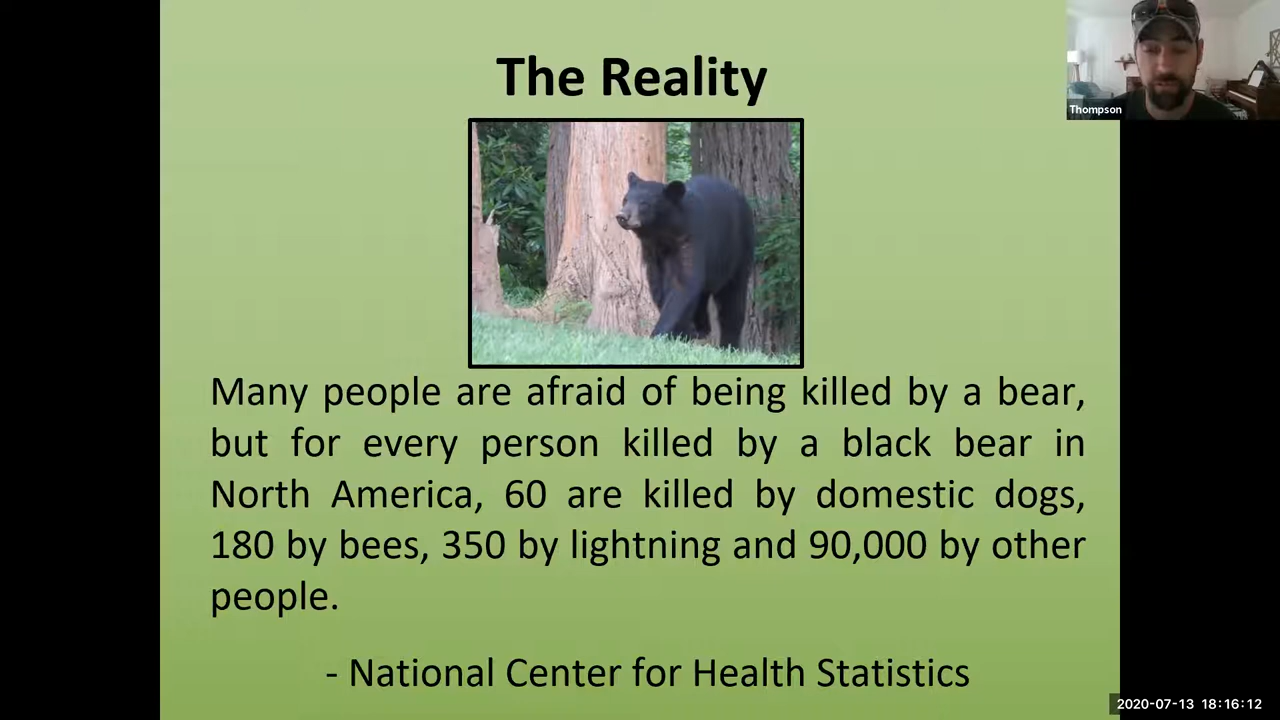 The Reality
Thompson
Many people are afraid of being killed by a bear,
but for every person killed by a black bear in
North America, 60 are killed by domestic dogs,
180 by bees, 350 by lightning and 90,000 by other
people.
- National Center for Health Statistics
2020-07-13 18:16:12